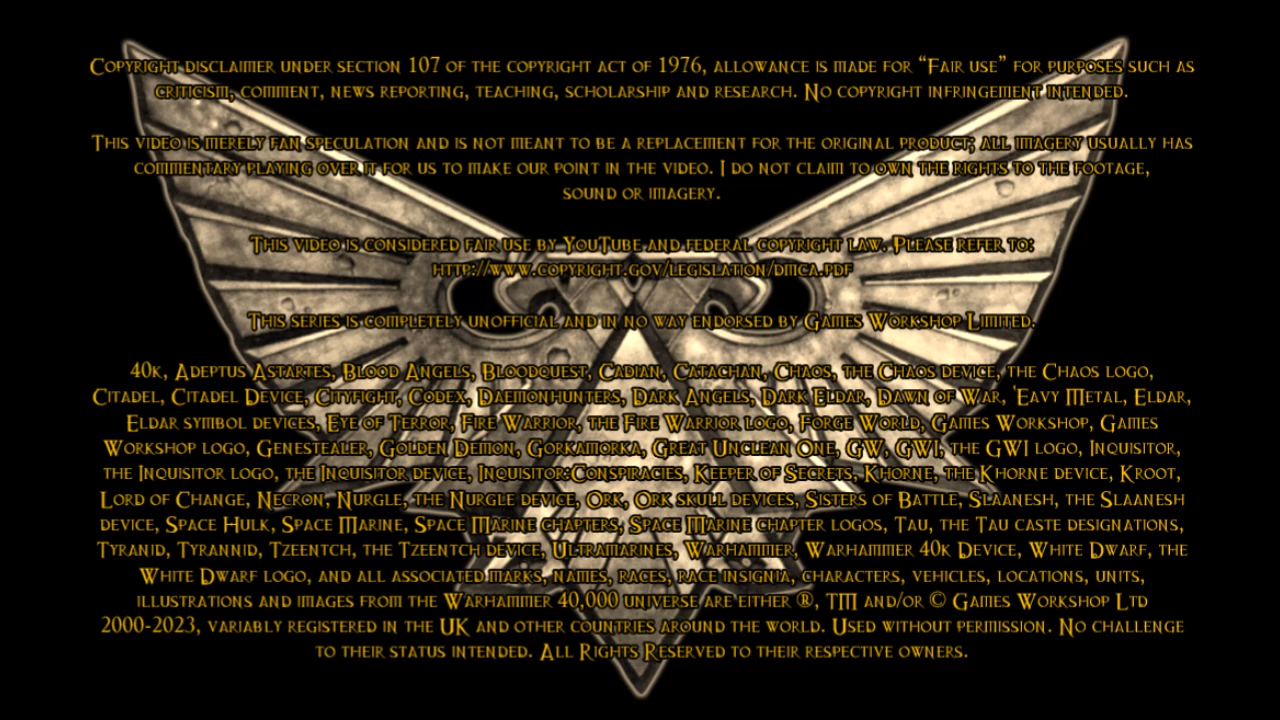 Copyright disclaimer under section 107 of the copyright act of 1976, allowance is made for “Fair use” for purposes such as
criticism, comment, news reporting, teaching, scholarship and research. No copyright infringement intended.
This video is merely fan speculation and is not meant to be a replacement for the original product; all imagery usually has
commentary playing over it for us to make our point in the video. I do not claim to own the rights to the footage,
sound or imagery.
This video is considered fair use by YouTube and federal copyright law. Please refer to:
http://www.copyright.gov/legislation/dmca.pdf
This series is completely unofficial and in no way endorsed by Games Workshop Limited.
40k, Adeptus Astartes, Blood Angels, Bloodquest, Cadian, Catachan, Chaos, the Chaos device, the Chaos logo,
Citadel, Citadel Device, Cityfight, Codex, Daemonhunters, Dark Angels, Dark Eldar, Dawn of War, 'Eavy Metal, Eldar,
Eldar symbol devices, Eye of Terror, Fire Warrior, the Fire Warrior logo, Forge World, Games Workshop, Games
Workshop logo, Genestealer, Golden Demon, Gorkamorka, Great Unclean One, GW, GWI, the GWI logo, Inquisitor,
the Inquisitor logo, the Inquisitor device, Inquisitor:Conspiracies, Keeper of Secrets, Khorne, the Khorne device, Kroot,
Lord of Change, Necron, Nurgle, the Nurgle device, Ork, Ork skull devices, Sisters of Battle, Slaanesh, the Slaanesh
device, Space Hulk, Space Marine, Space Marine chapters, Space Marine chapter logos, Tau, the Tau caste designations,
Tyranid, Tyrannid, Tzeentch, the Tzeentch device, Ultramarines, Warhammer, Warhammer 40k Device, White Dwarf, the
White Dwarf logo, and all associated marks, names, races, race insignia, characters, vehicles, locations, units,
illustrations and images from the Warhammer 40,000 universe are either ®, TM and/or © Games Workshop Ltd
2000-2023, variably registered in the UK and other countries around the world. Used without permission. No challenge
to their status intended. All Rights Reserved to their respective owners.